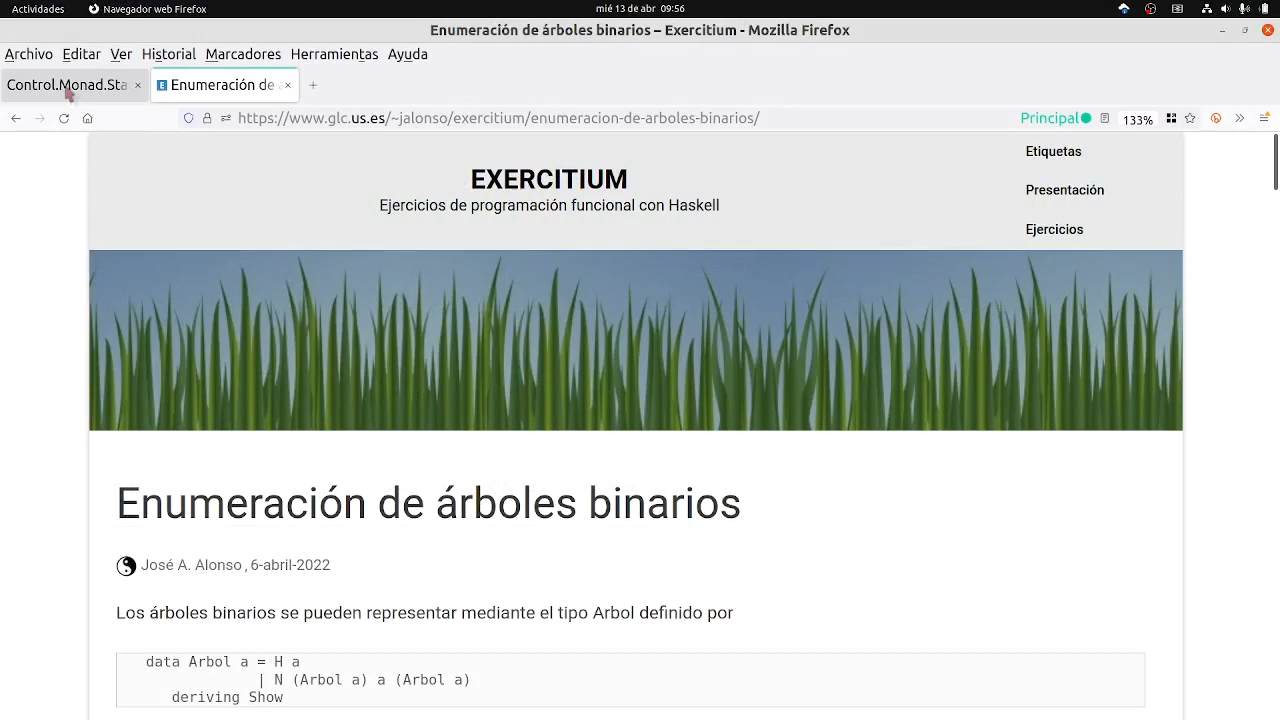 Actividades Navegador web Firefox mié 13 de abr 09:56
Enumeración de árboles binarios – Exercitium - Mozilla Firefox
Archivo Editar Ver Historial Marcadores Herramientas Ayuda
Control.Monad.Sta × Enumeración de × +
https://www.glc.us.es/~jalonso/exercitium/enumeracion-de-arboles-binarios/ Principal 133%
EXERCITIUM
Ejercicios de programación funcional con Haskell
Etiquetas
Presentación
Ejercicios
Enumeración de árboles binarios
José A. Alonso , 6-abril-2022
Los árboles binarios se pueden representar mediante el tipo Arbol definido por
data Arbol a = H a
| N (Arbol a) a (Arbol a)
deriving Show